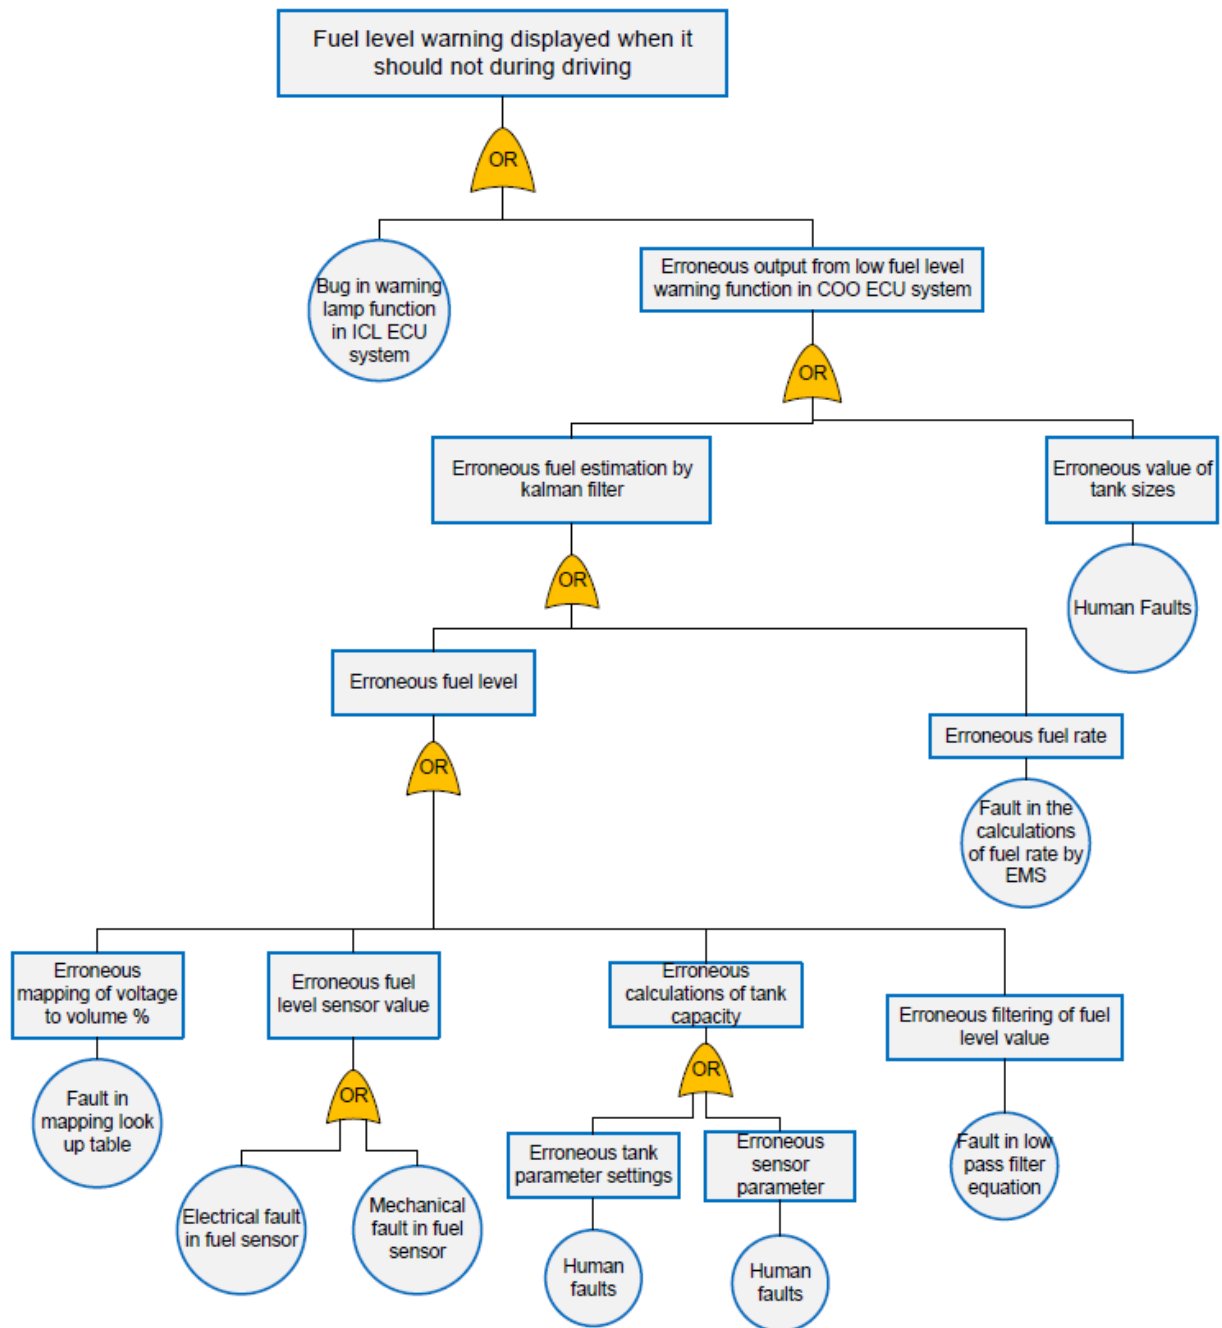 Fuel level warning displayed when it
should not during driving
OR
Bug in warning
lamp function
in ICL ECU
system
Erroneous output from low fuel level
warning function in COO ECU system
OR
Erroneous fuel estimation by
kalman filter
Erroneous value of
tank sizes
OR
Human Faults
Erroneous fuel level
Erroneous fuel rate
OR
Fault in the
calculations
of fuel rate by
EMS
Erroneous
mapping of voltage
to volume %
Erroneous fuel
level sensor value
Erroneous
calculations of tank
capacity
Erroneous filtering of fuel
level value
Fault in
mapping look
up table
OR
OR
Erroneous tank
parameter settings
Erroneous
sensor
parameter
Fault in low
pass filter
equation
Electrical fault
in fuel sensor
Mechanical
fault in fuel
sensor
Human
faults
Human
faults